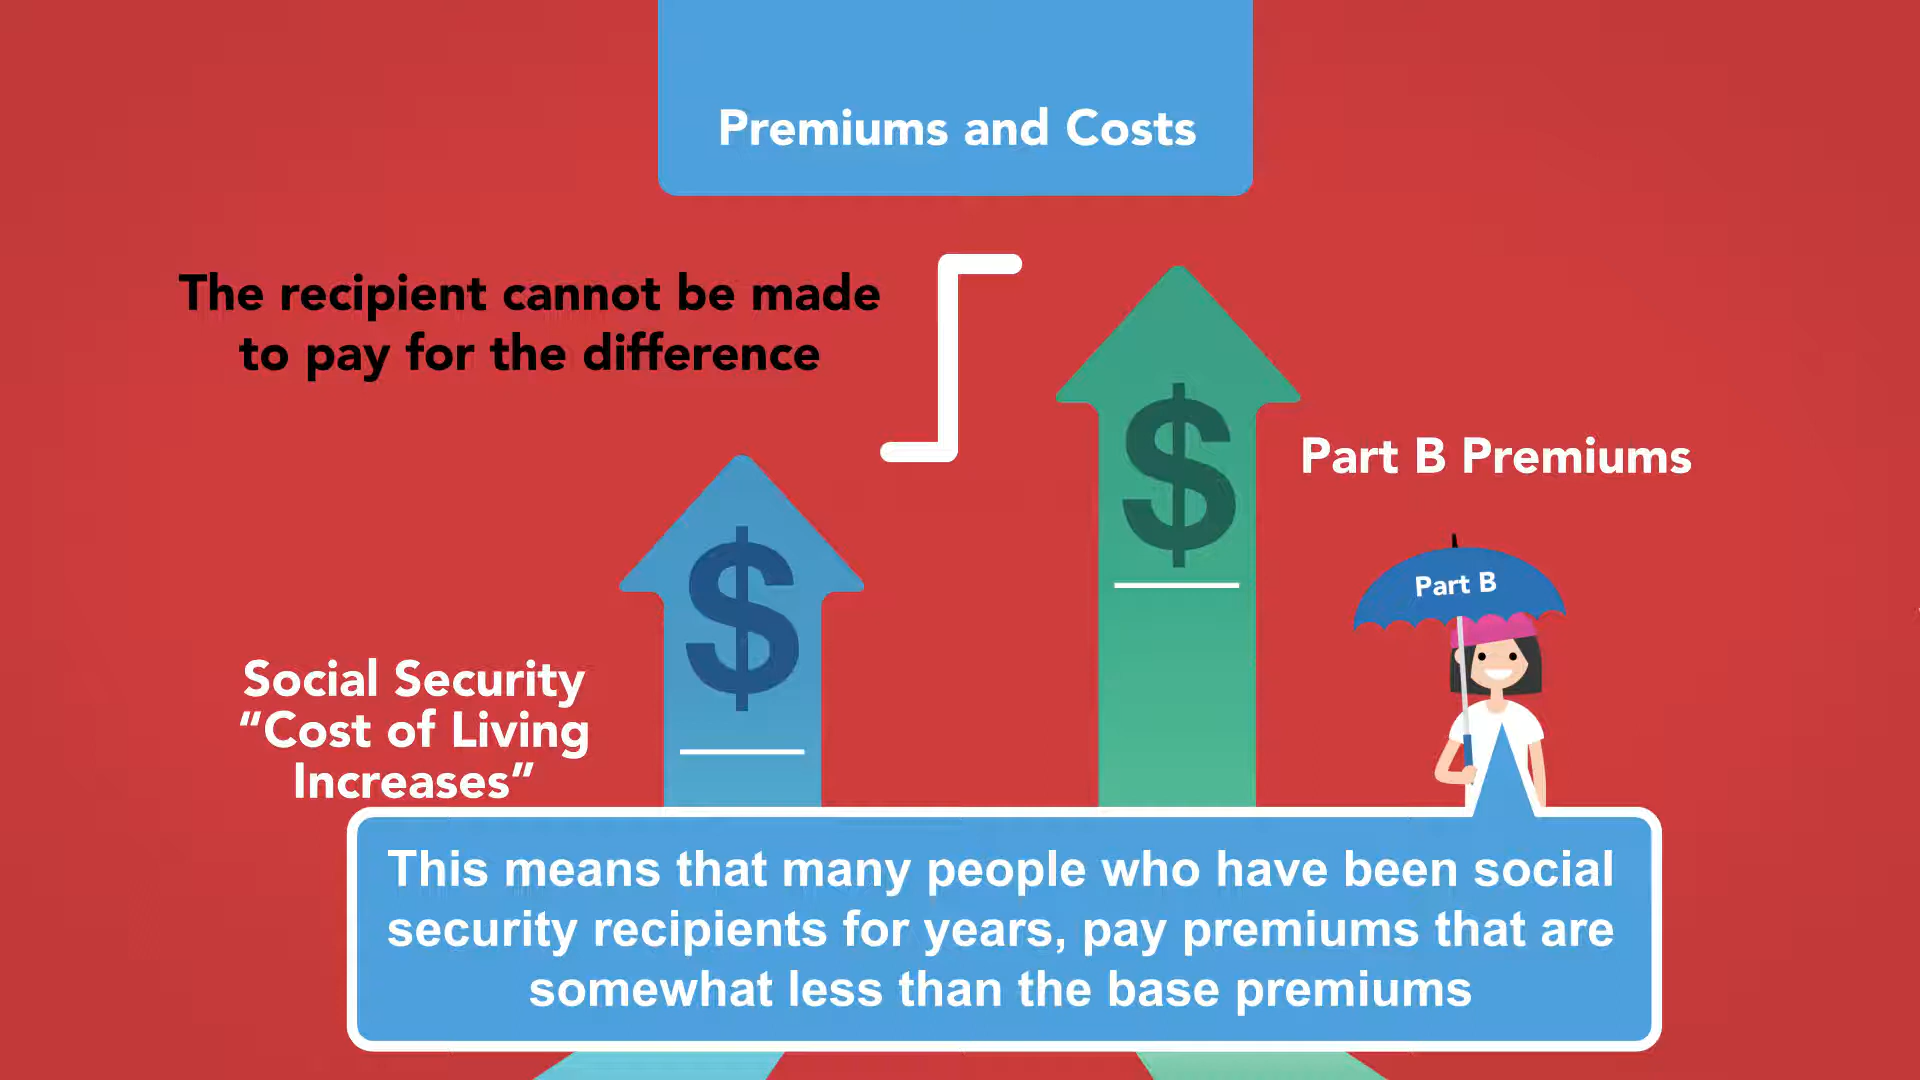 Premiums and Costs
The recipient cannot be made
to pay for the difference
$
Part B Premiums
$
Part B
Social Security
“Cost of Living
Increases”
This means that many people who have been social
security recipients for years, pay premiums that are
somewhat less than the base premiums